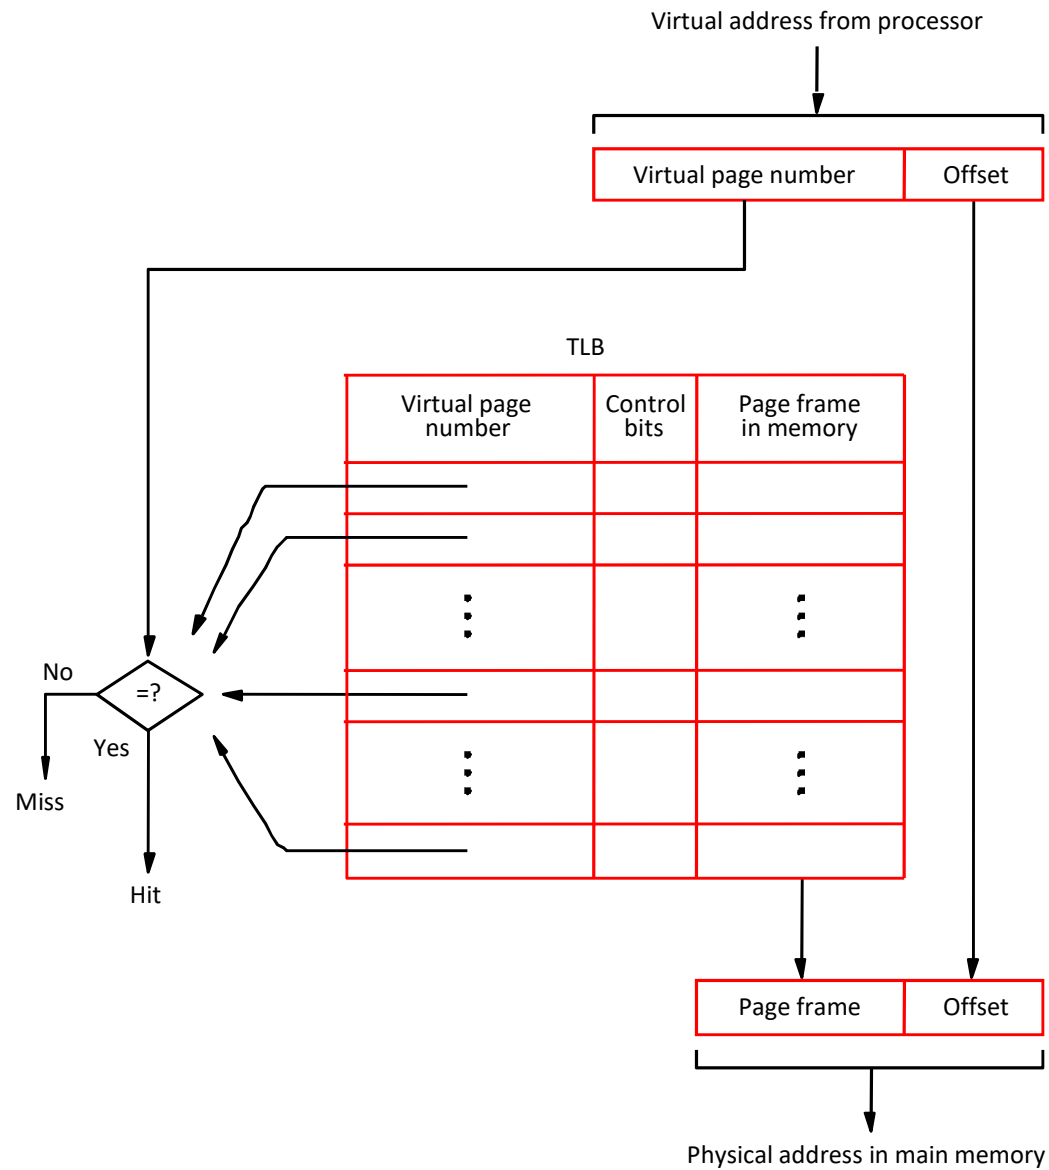 Virtual address from processor
Virtual page number
Offset
TLB
Virtual page
number
Control
bits
Page frame
in memory
No
=?
Yes
Miss
Hit
Page frame
Offset
Physical address in main memory